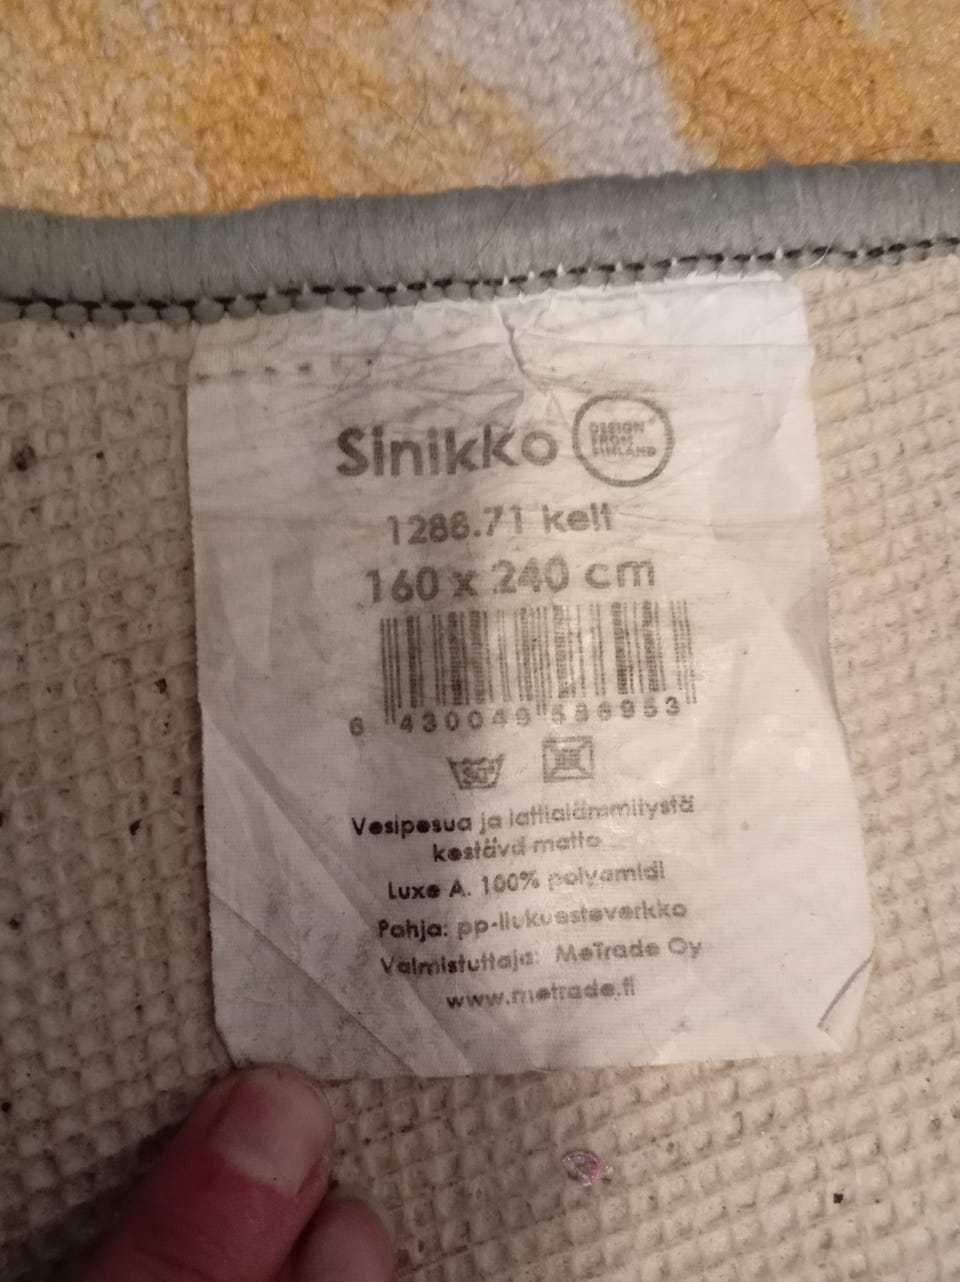 Sinikko
DESIGN
FROM
FINLAND
1288.71 kelt
160 x 240 cm
6 430049 586953
30°
Vesipesua ja lattialämmitystä
kestävä matto
Luxe A. 100% polyamidi
Pohja: pp-liukuesteverkko
Valmistuttaja: MeTrade Oy
www.metrade.fi